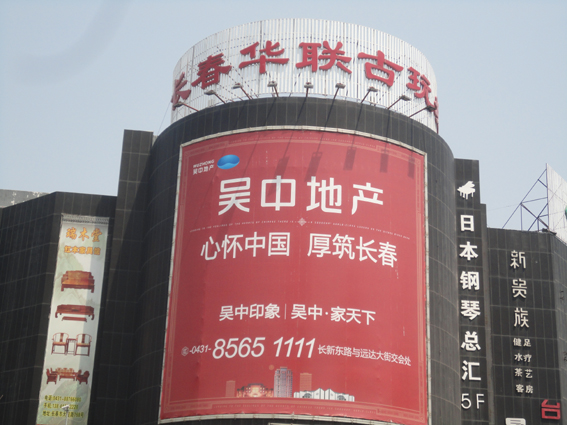 长春华联古玩
WUZHONG
吴中地产
吴中地产
心怀中国 厚筑长春
吴中印象 | 吴中·家天下
0431-8565 1111 长新东路与远达大街交会处
日本钢琴总汇
5F
新贵族
健 足
水 疗
茶 艺
客 房